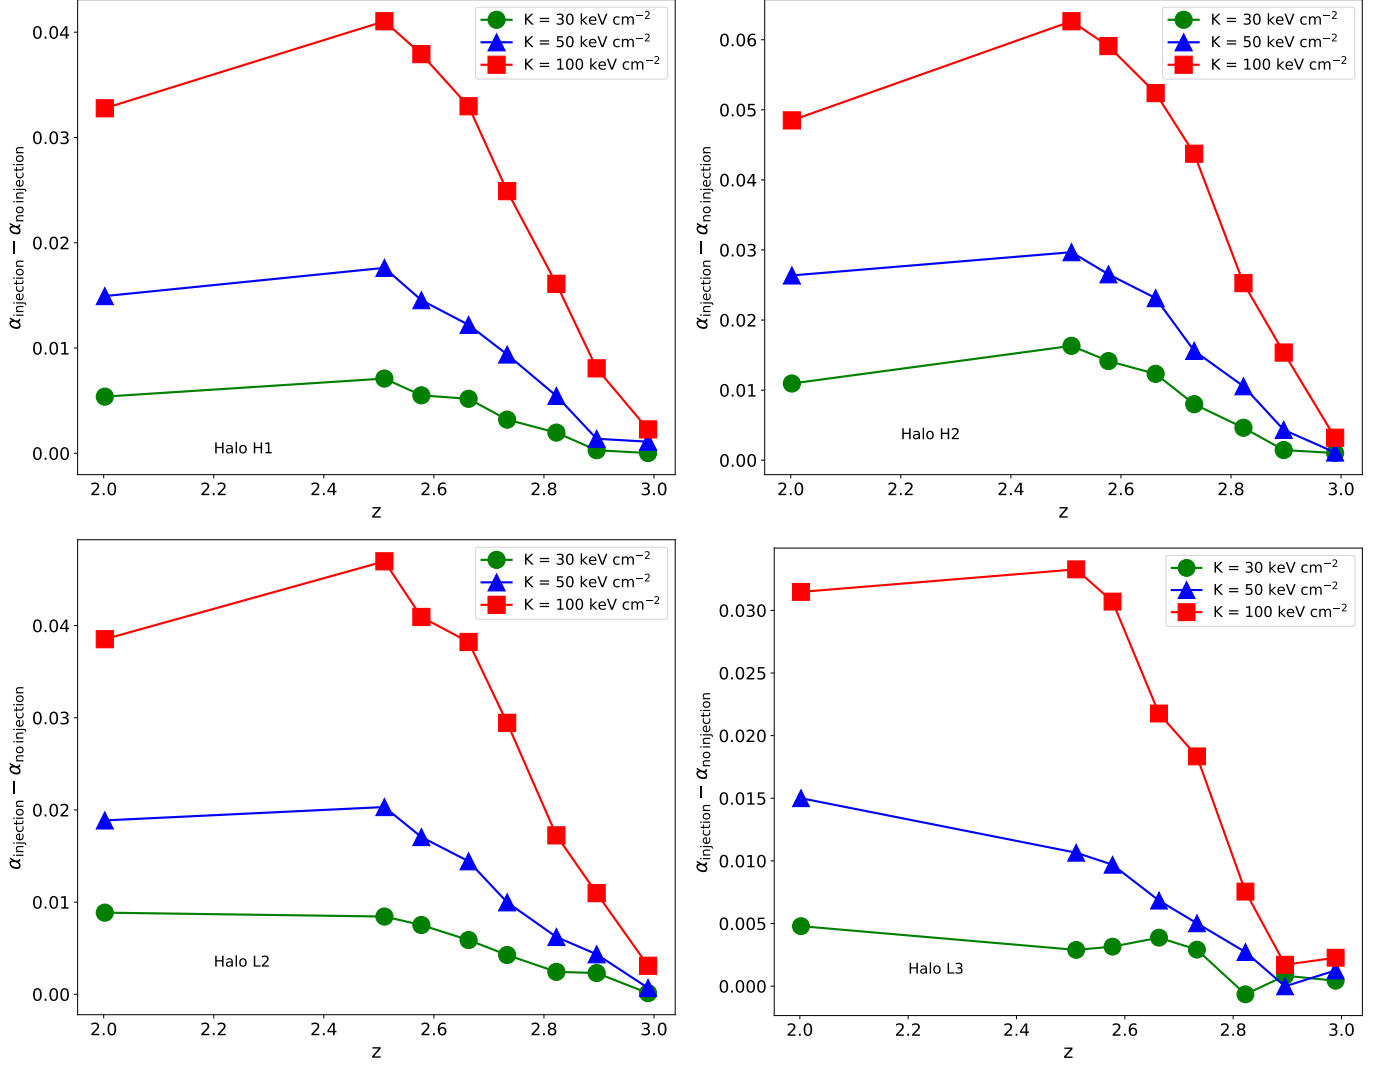 K = 30 keV cm⁻²
K = 50 keV cm⁻²
K = 100 keV cm⁻²
0.04
0.03
0.02
0.01
0.00
α_injection − α_no injection
Halo H1
2.0 2.2 2.4 2.6 2.8 3.0
z
K = 30 keV cm⁻²
K = 50 keV cm⁻²
K = 100 keV cm⁻²
0.06
0.05
0.04
0.03
0.02
0.01
0.00
α_injection − α_no injection
Halo H2
2.0 2.2 2.4 2.6 2.8 3.0
z
K = 30 keV cm⁻²
K = 50 keV cm⁻²
K = 100 keV cm⁻²
0.04
0.03
0.02
0.01
0.00
α_injection − α_no injection
Halo L2
2.0 2.2 2.4 2.6 2.8 3.0
z
K = 30 keV cm⁻²
K = 50 keV cm⁻²
K = 100 keV cm⁻²
0.030
0.025
0.020
0.015
0.010
0.005
0.000
α_injection − α_no injection
Halo L3
2.0 2.2 2.4 2.6 2.8 3.0
z